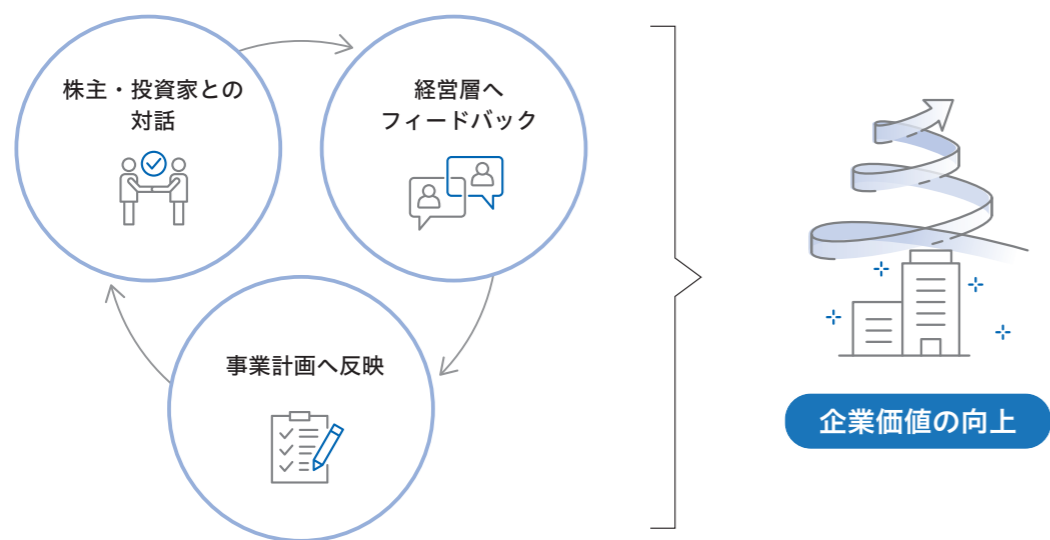 株主・投資家との
対話
経営層へ
フィードバック
事業計画へ反映
企業価値の向上